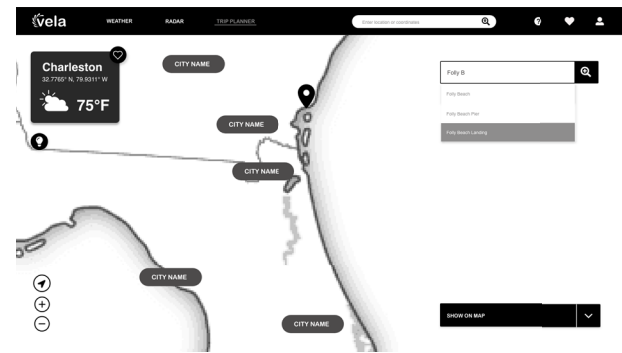 vela
WEATHER
RADAR
TRIP PLANNER
Enter location or coordinates
Charleston
32.7765° N, 79.9311° W
75°F
CITY NAME
CITY NAME
CITY NAME
CITY NAME
CITY NAME
Folly B
Folly Beach
Folly Beach Pier
Folly Beach Landing
SHOW ON MAP